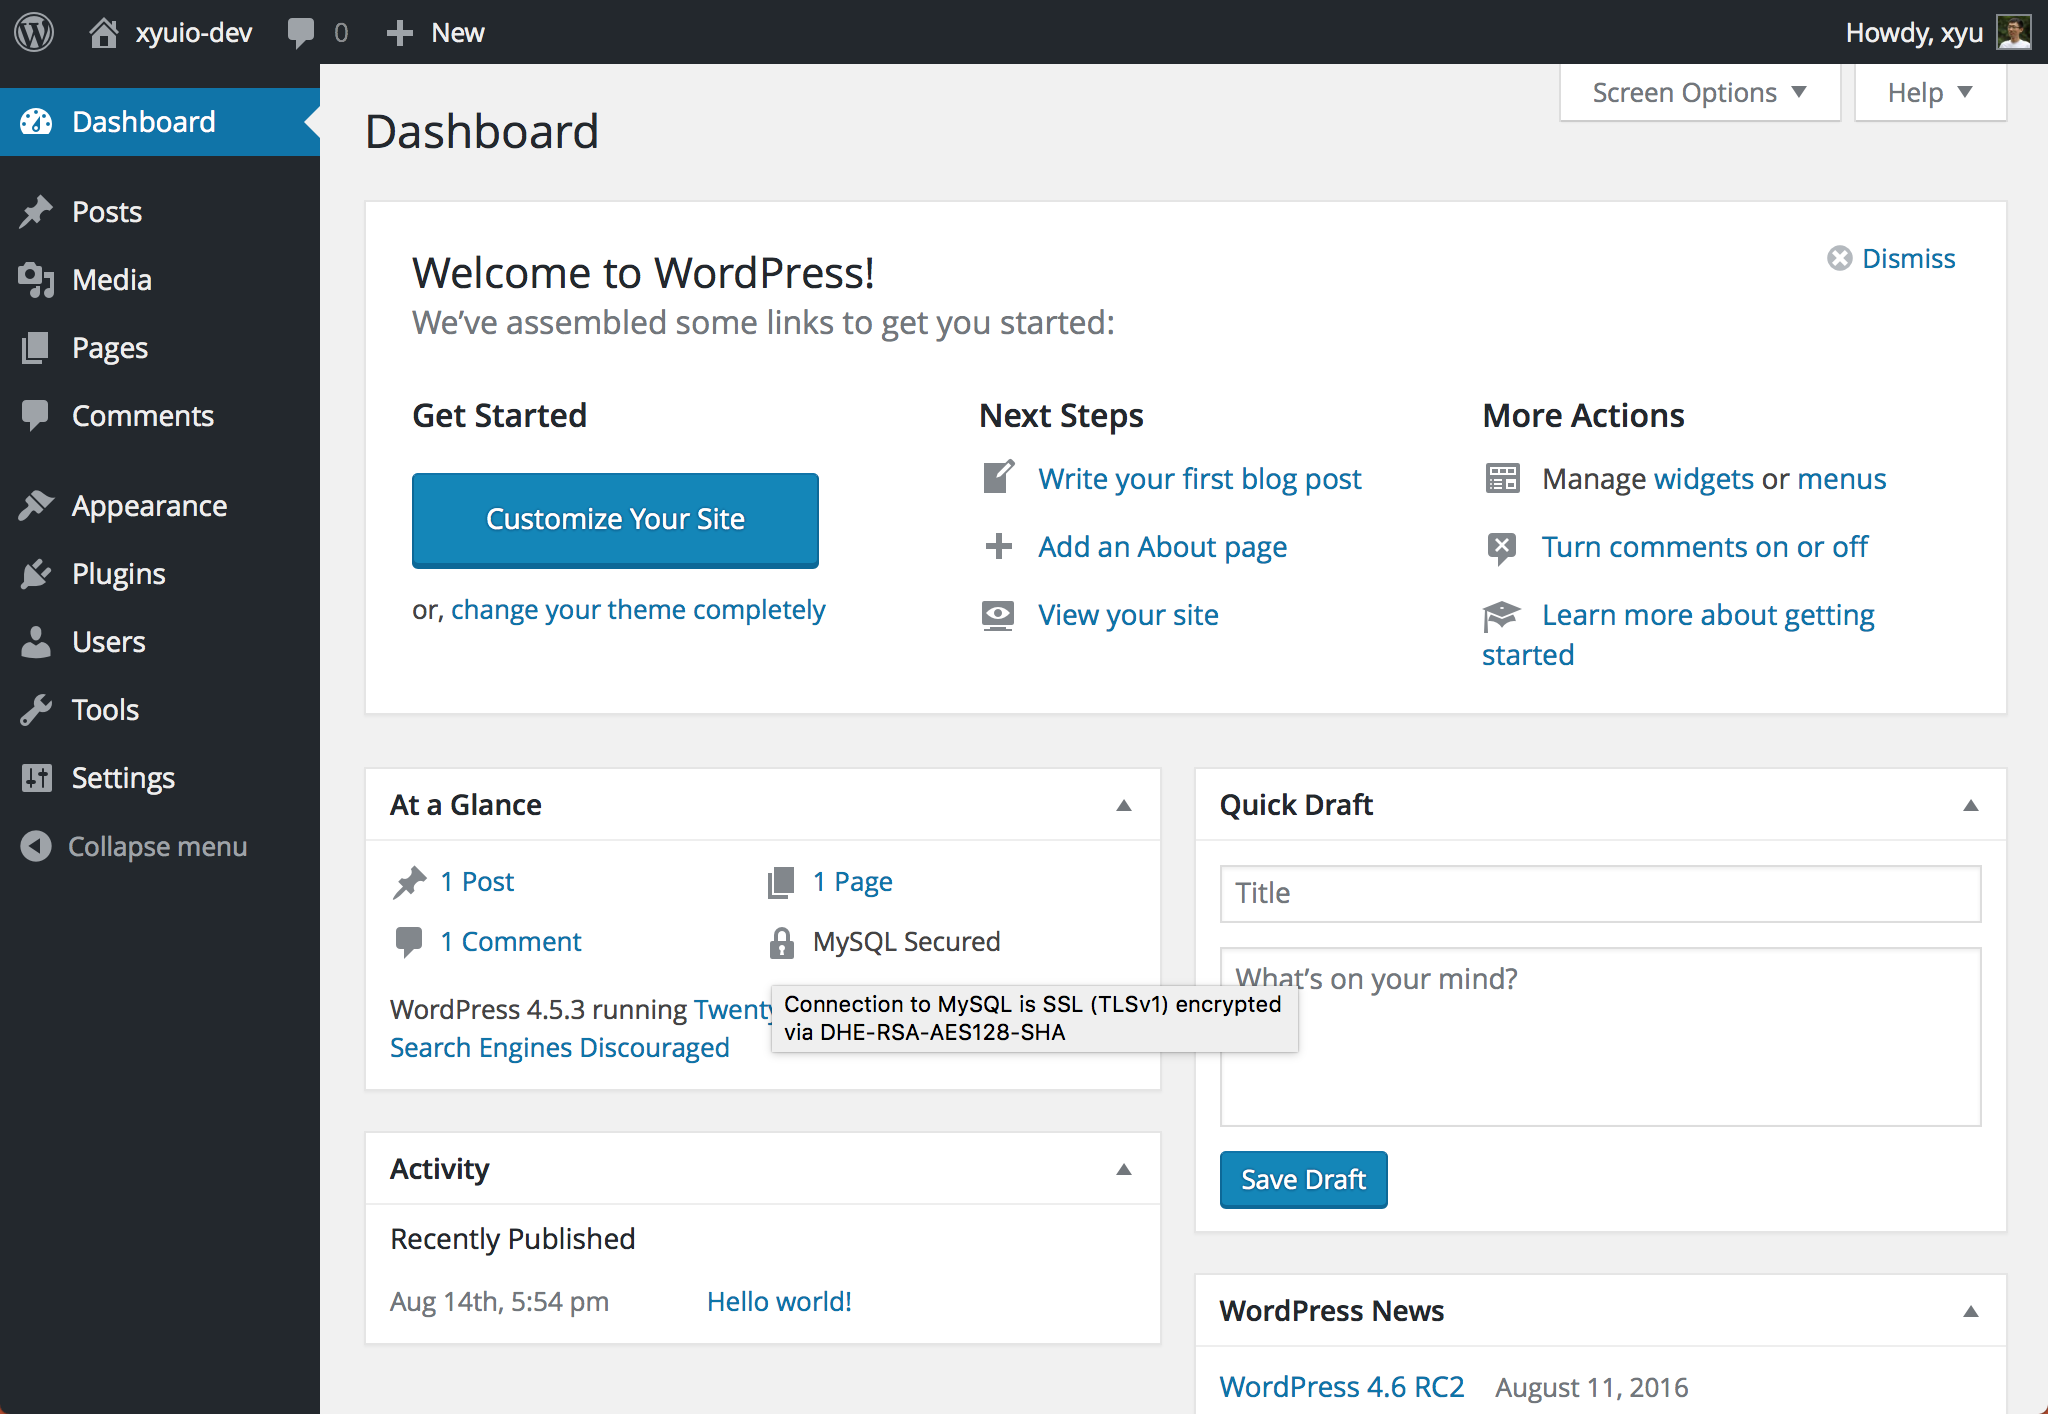 xyuio-dev
0
New
Howdy, xyu
Dashboard
Posts
Media
Pages
Comments
Appearance
Plugins
Users
Tools
Settings
Collapse menu
Screen Options
Help
Dashboard
Welcome to WordPress!
Dismiss
We’ve assembled some links to get you started:
Get Started
Customize Your Site
or, change your theme completely
Next Steps
Write your first blog post
Add an About page
View your site
More Actions
Manage widgets or menus
Turn comments on or off
Learn more about getting
started
At a Glance
1 Post
1 Page
1 Comment
MySQL Secured
WordPress 4.5.3 running Twenty
Search Engines Discouraged
Connection to MySQL is SSL (TLSv1) encrypted
via DHE-RSA-AES128-SHA
Activity
Recently Published
Aug 14th, 5:54 pm
Hello world!
Quick Draft
Title
What’s on your mind?
Save Draft
WordPress News
WordPress 4.6 RC2
August 11, 2016